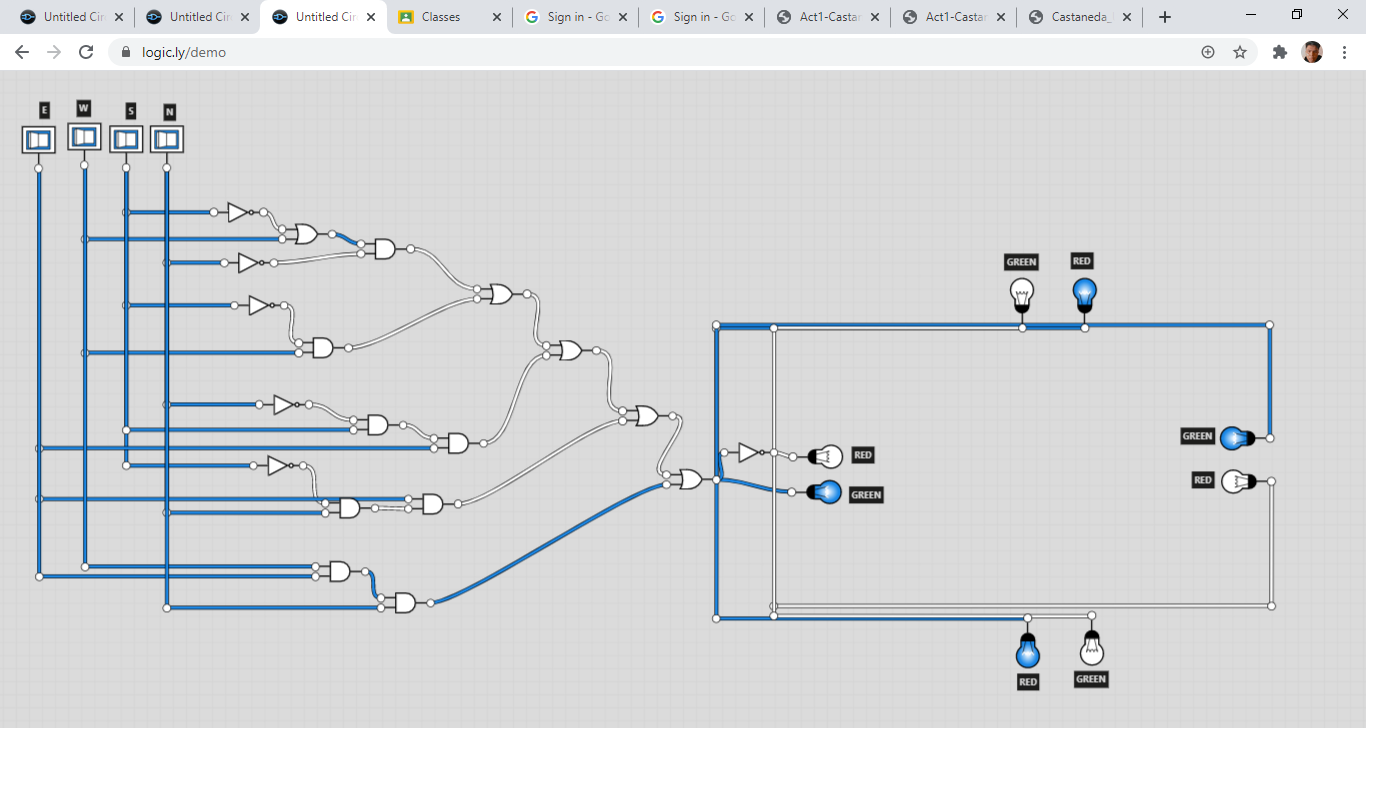 Untitled Cir
Untitled Cir
Untitled Cir
Classes
Sign in - Go
Sign in - Go
Act1-Castar
Act1-Castar
Castaneda_
logic.ly/demo
E
W
S
N
GREEN
RED
RED
GREEN
GREEN
RED
RED
GREEN